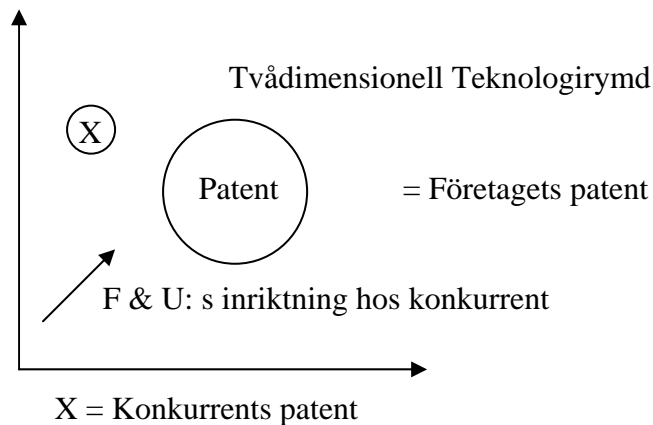 Tvådimensionell Teknologirymd
X
Patent
= Företagets patent
F & U: s inriktning hos konkurrent
X = Konkurrents patent